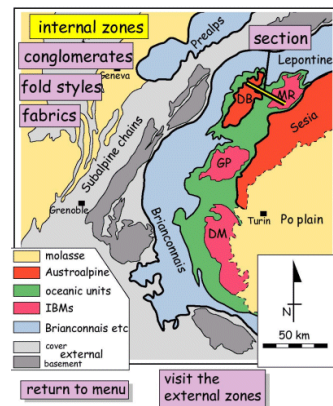 internal zones
conglomerates
Geneva
fold styles
fabrics
Prealps
section
Lepontine
DB
MR
Sesia
Subalpine chains
GP
Grenoble
Turin
Po plain
Brianconnais
DM
molasse
Austroalpine
oceanic units
IBMs
Brianconnais etc
cover
external
basement
N
50 km
return to menu
visit the
external zones